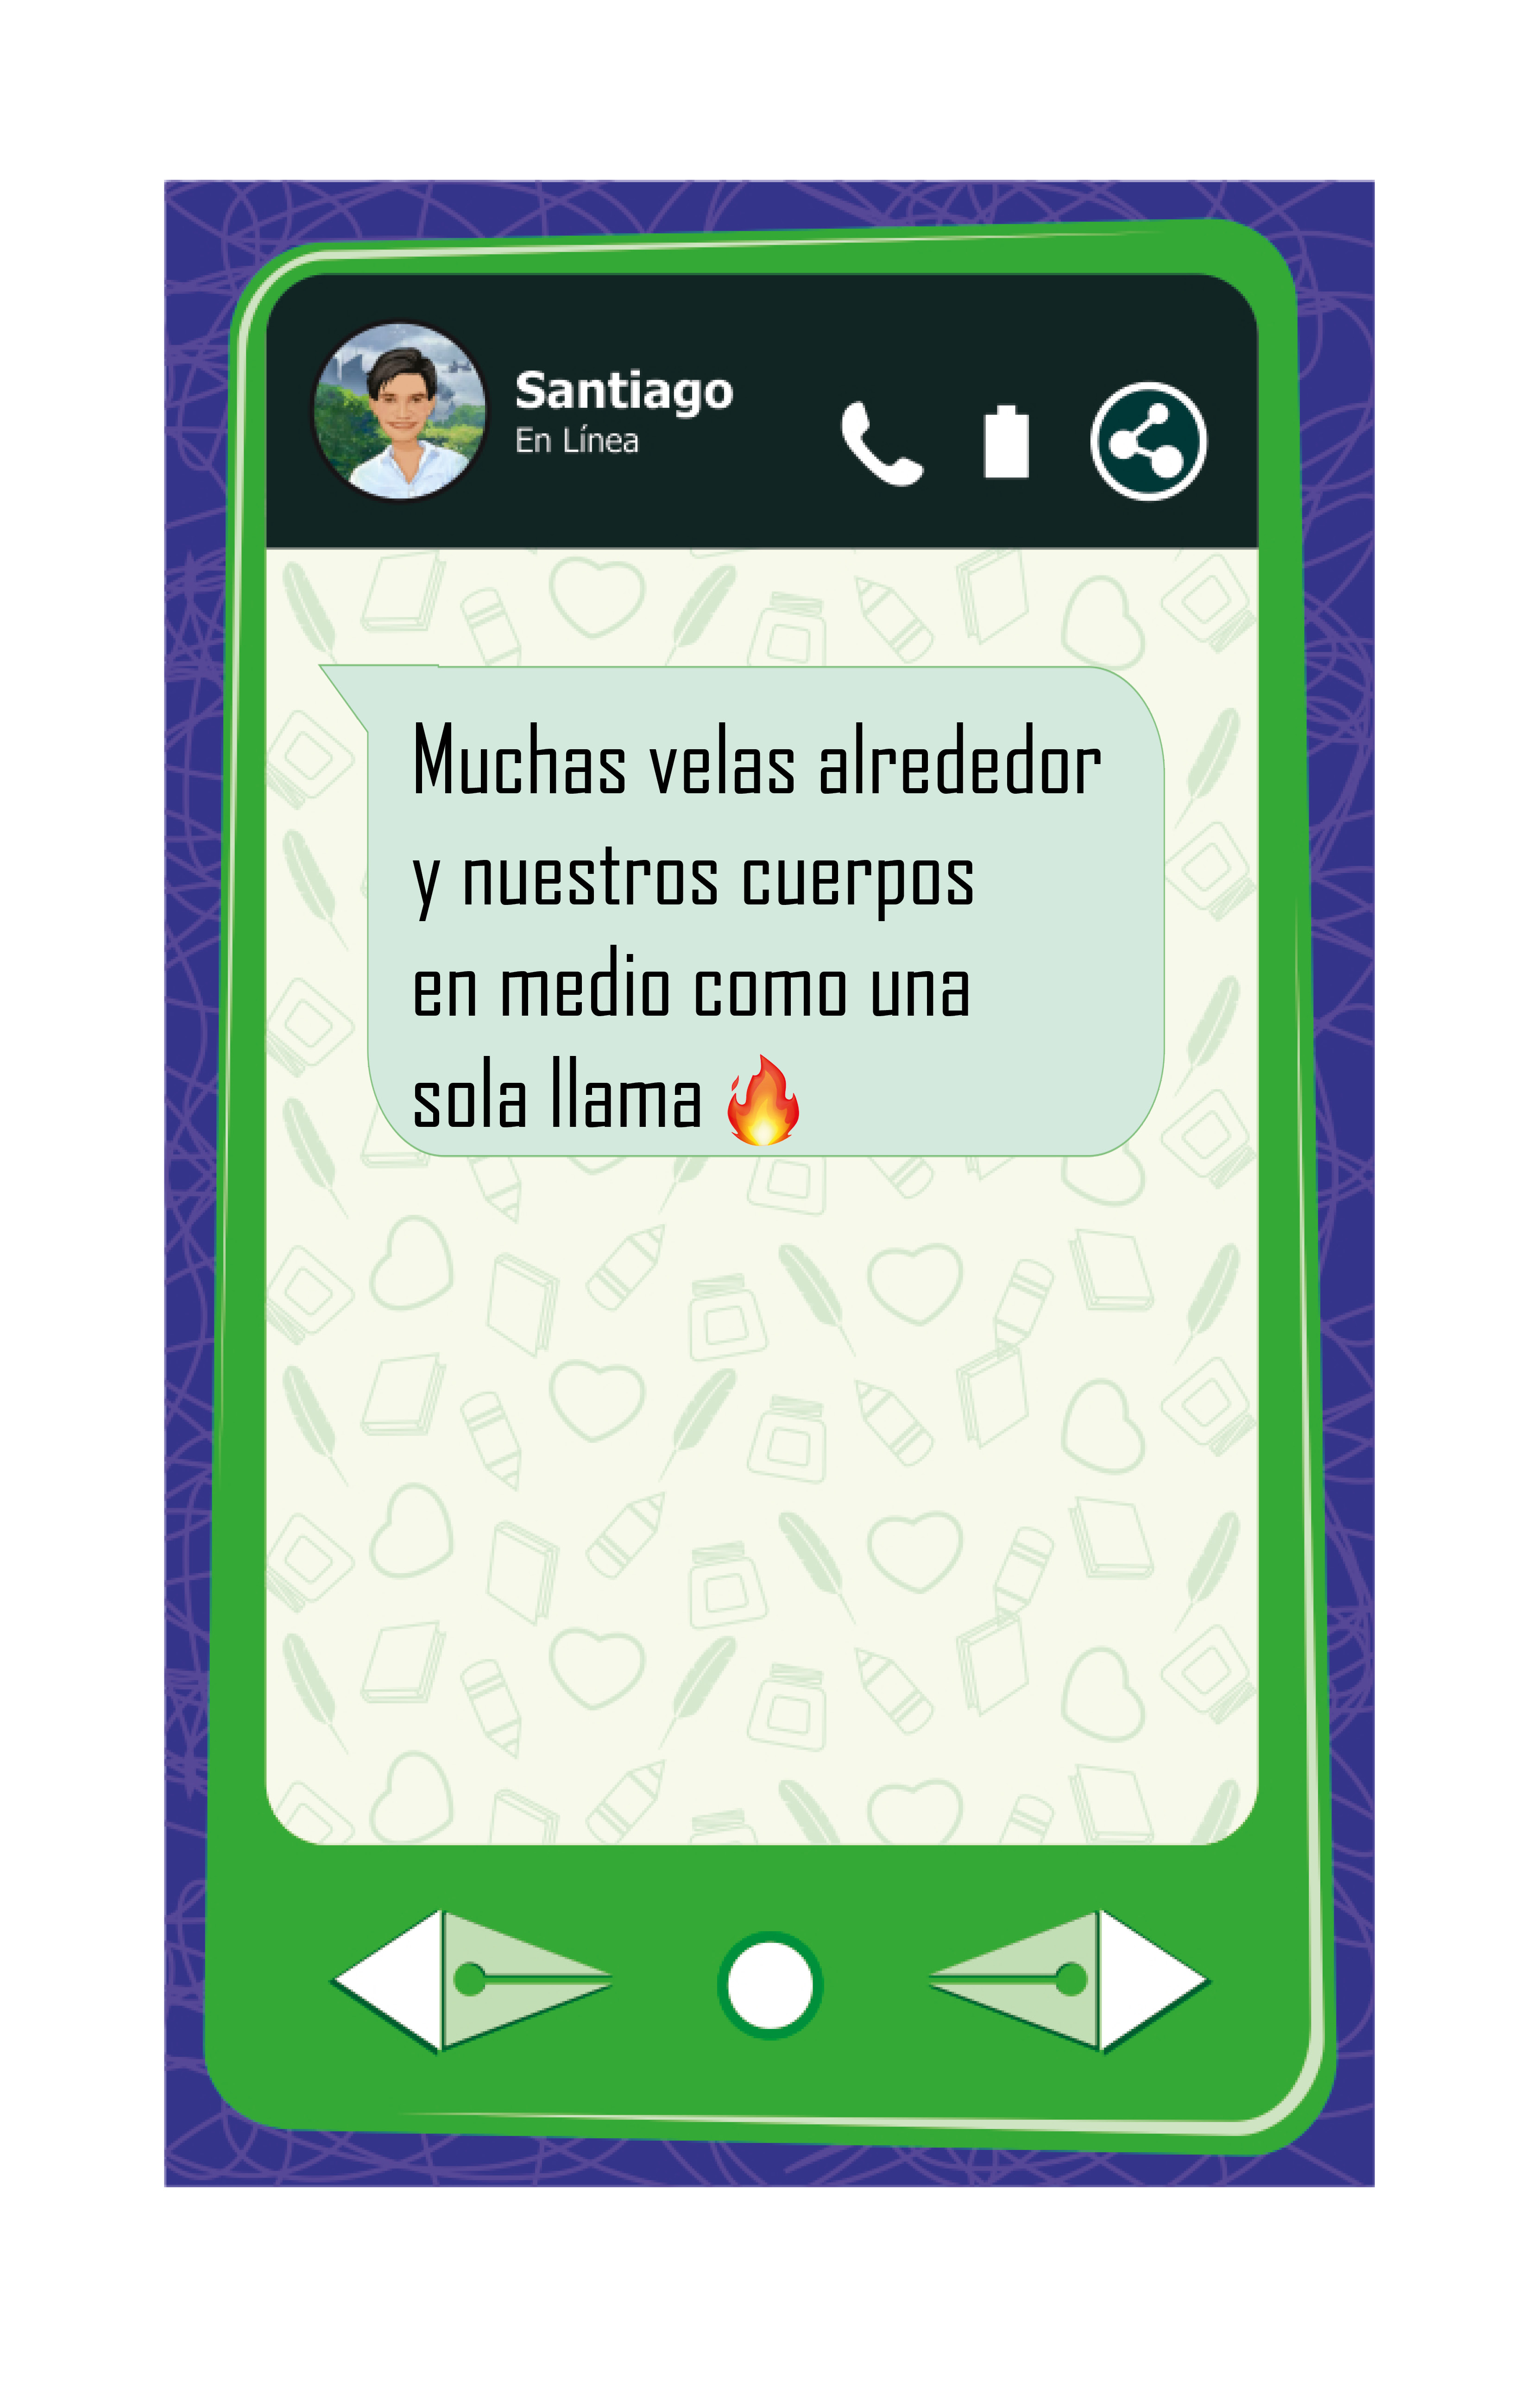 Santiago
En Línea
Muchas velas alrededor
y nuestros cuerpos
en medio como una
sola llama 🔥